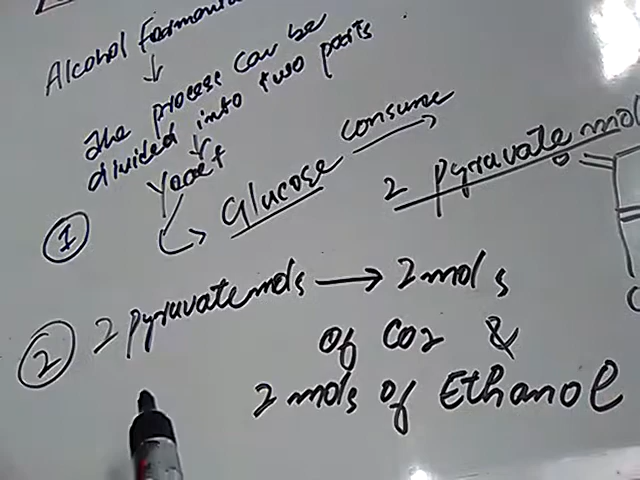 Alcohol Fermenta
↓
The process can be
divided into two parts
↓
Yeast
① Glucose consume → 2 Pyruvate mol
② 2 Pyruvate mols → 2 mols
of CO2 &
2 mols of Ethanol
O